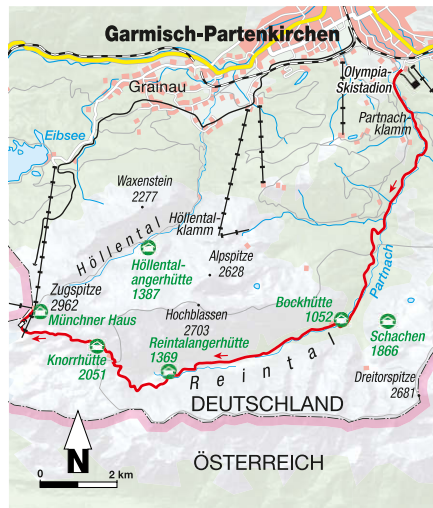 Garmisch-Partenkirchen
Olympia-
Skistadion
Grainau
Partnach-
klamm
Eibsee
Waxenstein
2277
Höllental-
klamm
Höllental
Höllental-
angerhütte
1387
Alpspitze
2628
Partnach
Zugspitze
2962
Münchner Haus
Hochblassen
2703
Bockhütte
1052
Schachen
1866
Knorrhütte
2051
Reintalangerhütte
1369
Reintal
Dreitorspitze
2681
DEUTSCHLAND
N
ÖSTERREICH
0 2 km